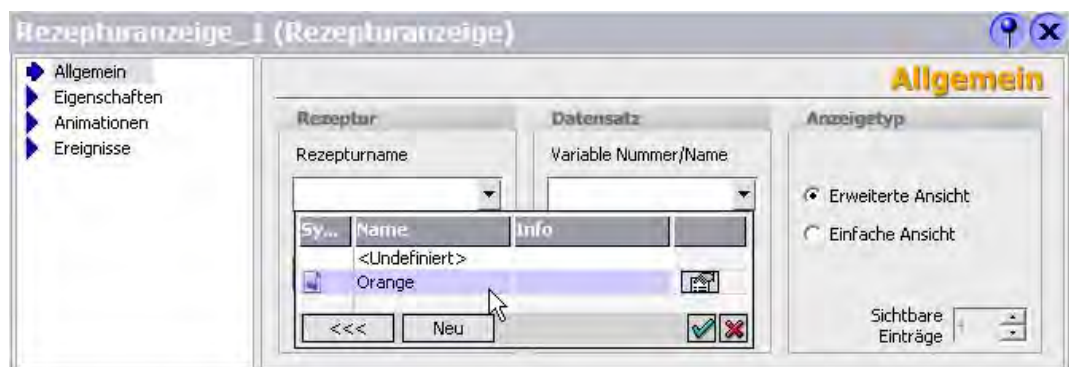 Rezepturanzeige_1 (Rezepturanzeige)
Allgemein
Eigenschaften
Animationen
Ereignisse
Allgemein
Rezeptur
Rezepturname
Sy... Name Info
<Undefiniert>
Orange
<<< Neu
Datensatz
Variable Nummer/Name
Anzeigetyp
Erweiterte Ansicht
Einfache Ansicht
Sichtbare
Einträge